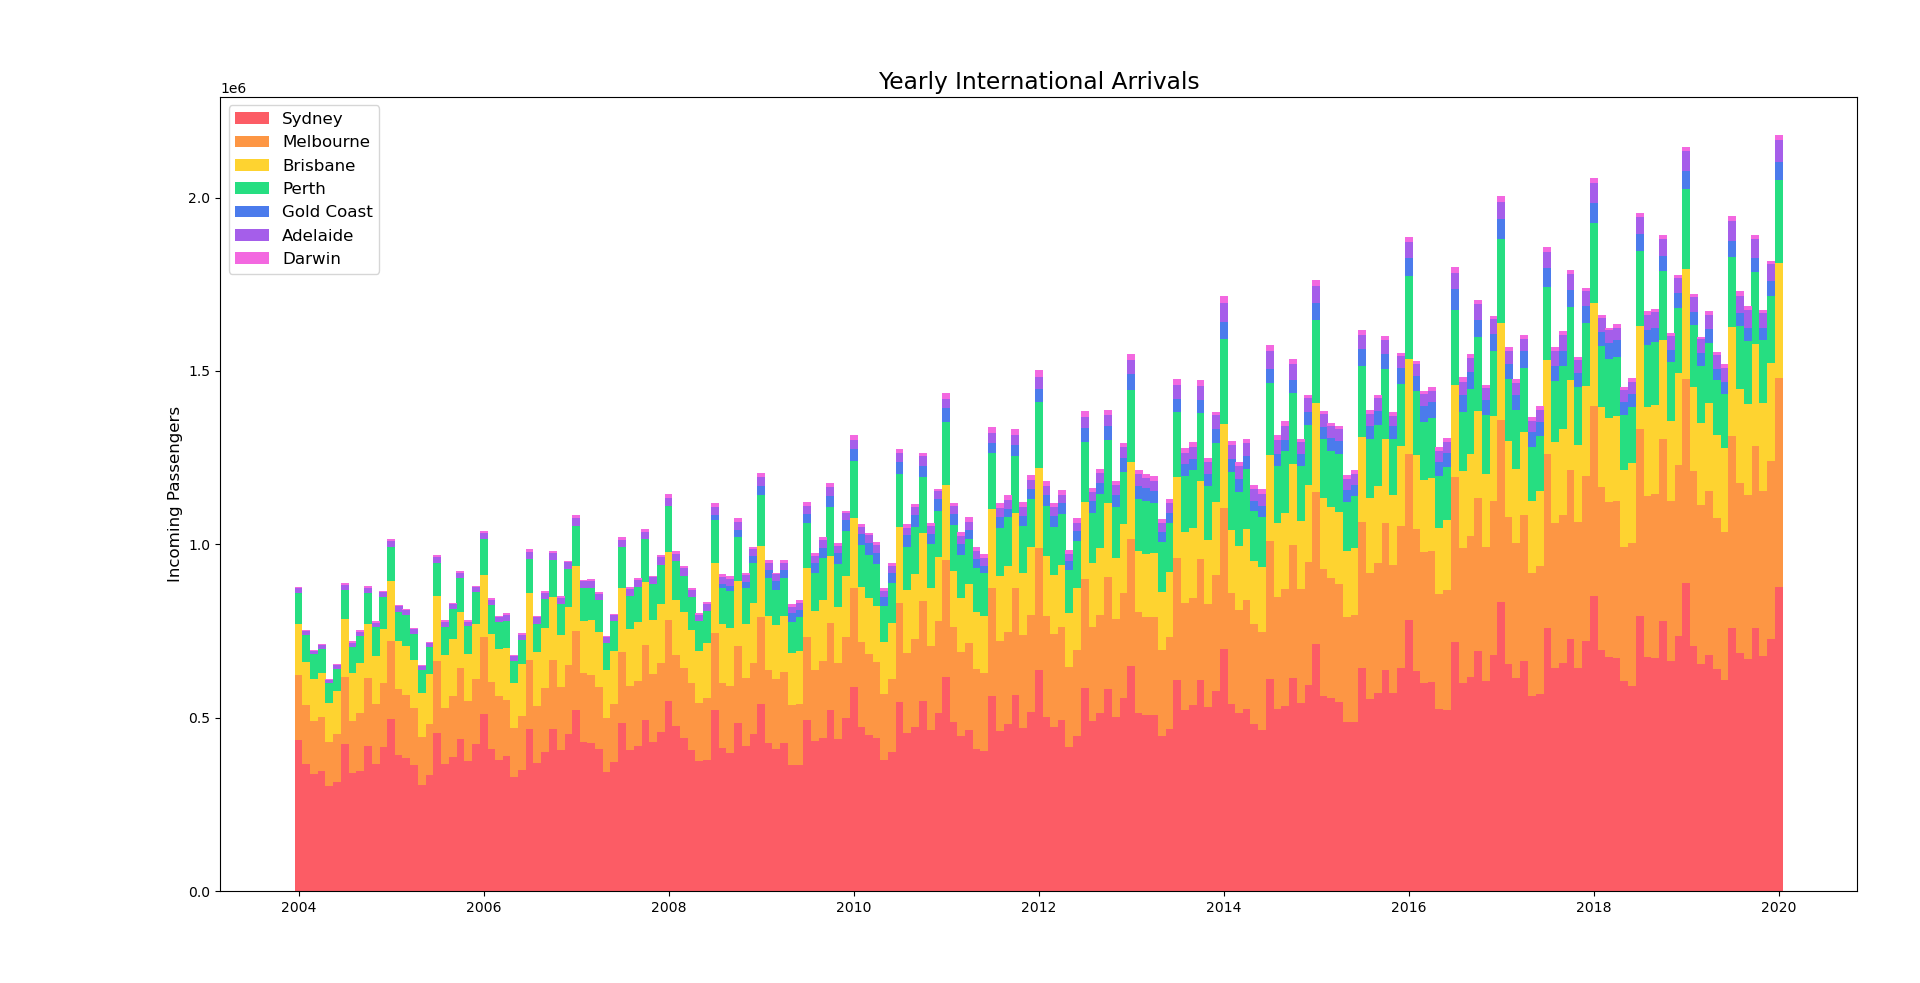 Yearly International Arrivals
1e6
Sydney
Melbourne
Brisbane
Perth
Gold Coast
Adelaide
Darwin
Incoming Passengers
2.0
1.5
1.0
0.5
0.0
2004 2006 2008 2010 2012 2014 2016 2018 2020